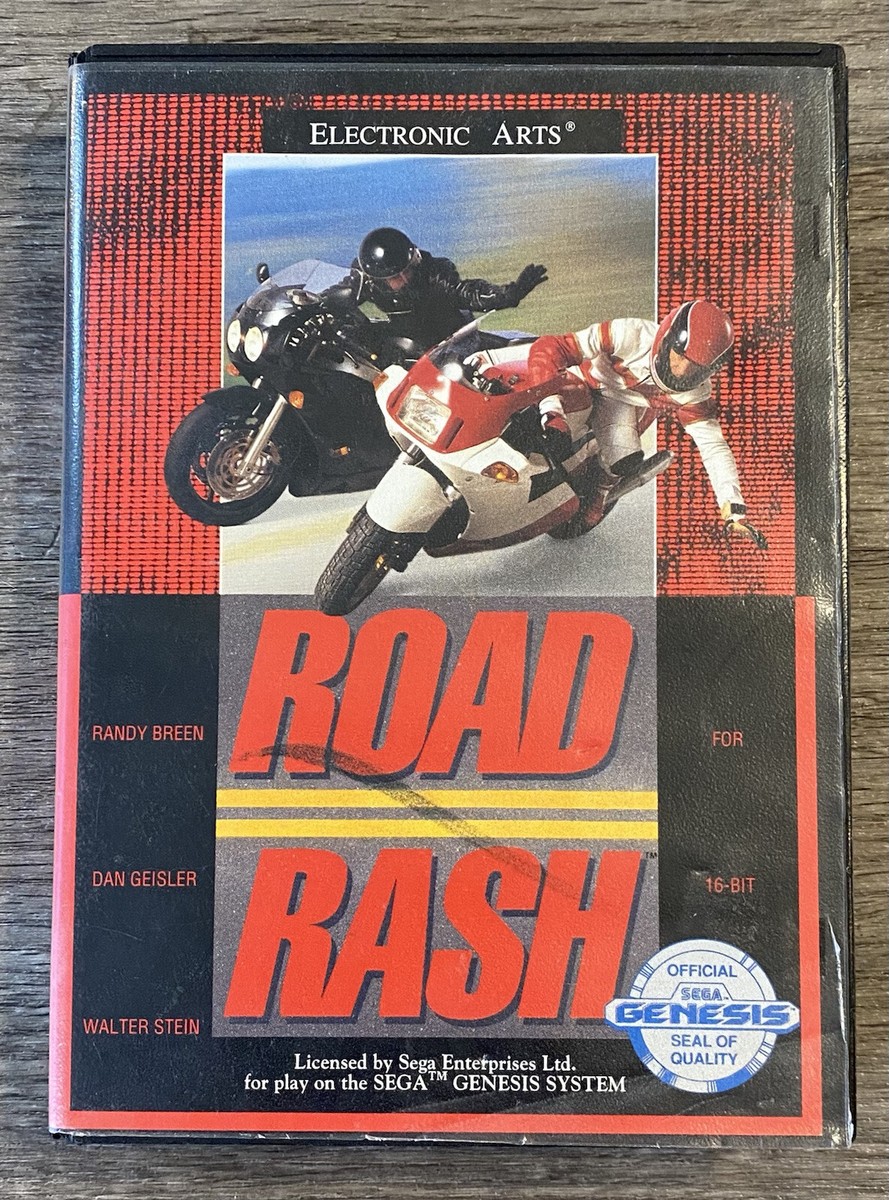 ELECTRONIC ARTS®
ROAD
RASH™
RANDY BREEN
DAN GEISLER
WALTER STEIN
FOR
16-BIT
OFFICIAL
SEGA™
GENESIS
SEAL OF
QUALITY
Licensed by Sega Enterprises Ltd.
for play on the SEGA™ GENESIS SYSTEM